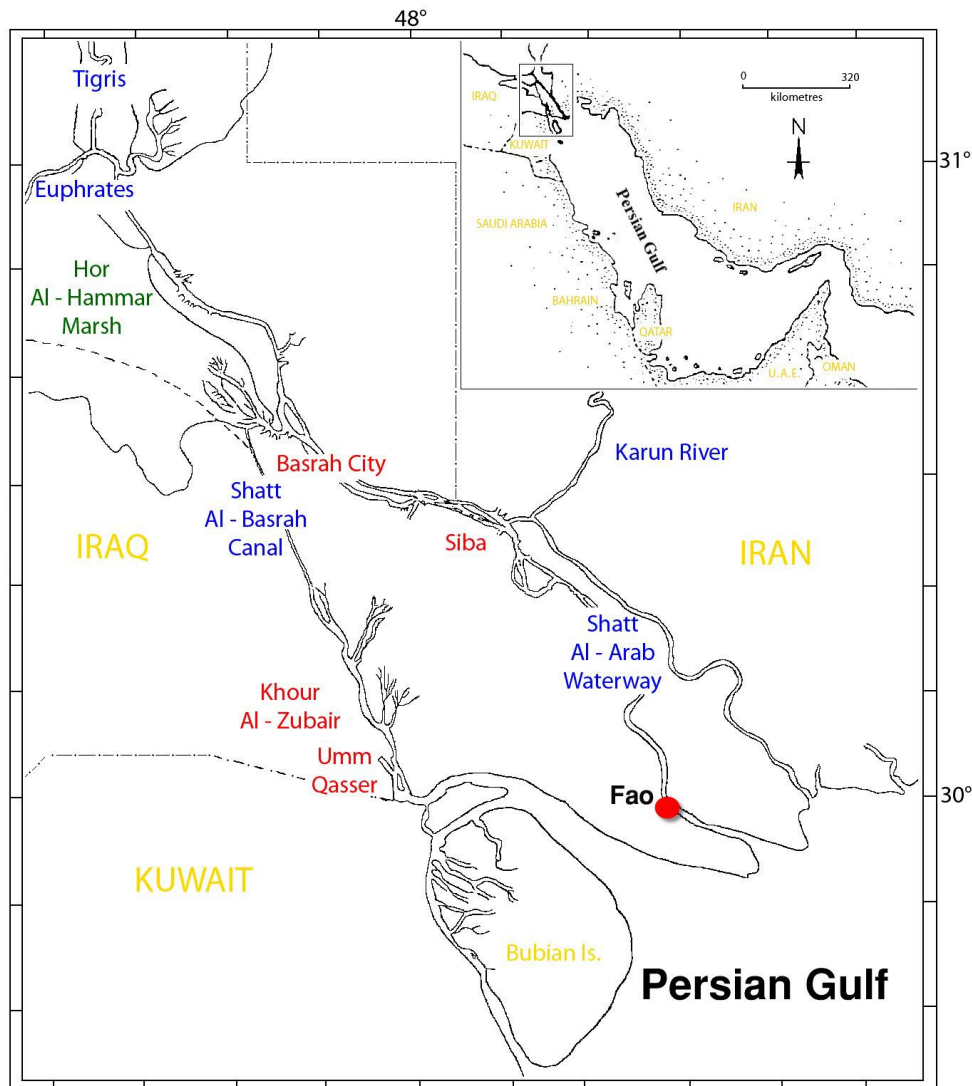 48°
Tigris
Euphrates
Hor
Al - Hammar
Marsh
0
320
kilometres
N
IRAQ
KUWAIT
SAUDI ARABIA
BAHRAIN
QATAR
Persian Gulf
IRAN
U.A.E.
OMAN
31°
Basrah City
Karun River
Shatt
Al - Basrah
Canal
Siba
IRAQ
IRAN
Shatt
Al - Arab
Waterway
Khour
Al - Zubair
Umm
Qasser
Fao
30°
KUWAIT
Bubian Is.
Persian Gulf